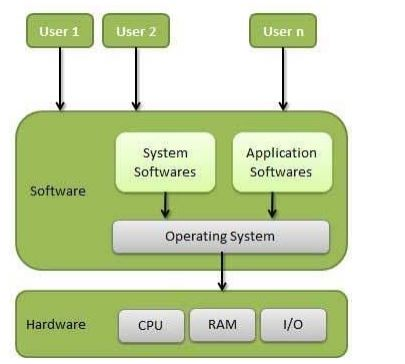 User 1
User 2
User n
System
Softwares
Application
Softwares
Software
Operating System
Hardware
CPU
RAM
I/O